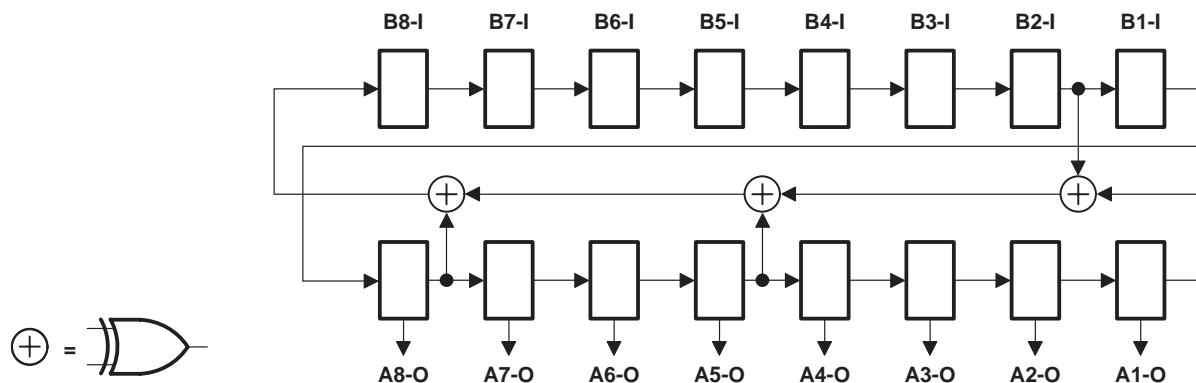 B8-I B7-I B6-I B5-I B4-I B3-I B2-I B1-I
=
A8-O A7-O A6-O A5-O A4-O A3-O A2-O A1-O